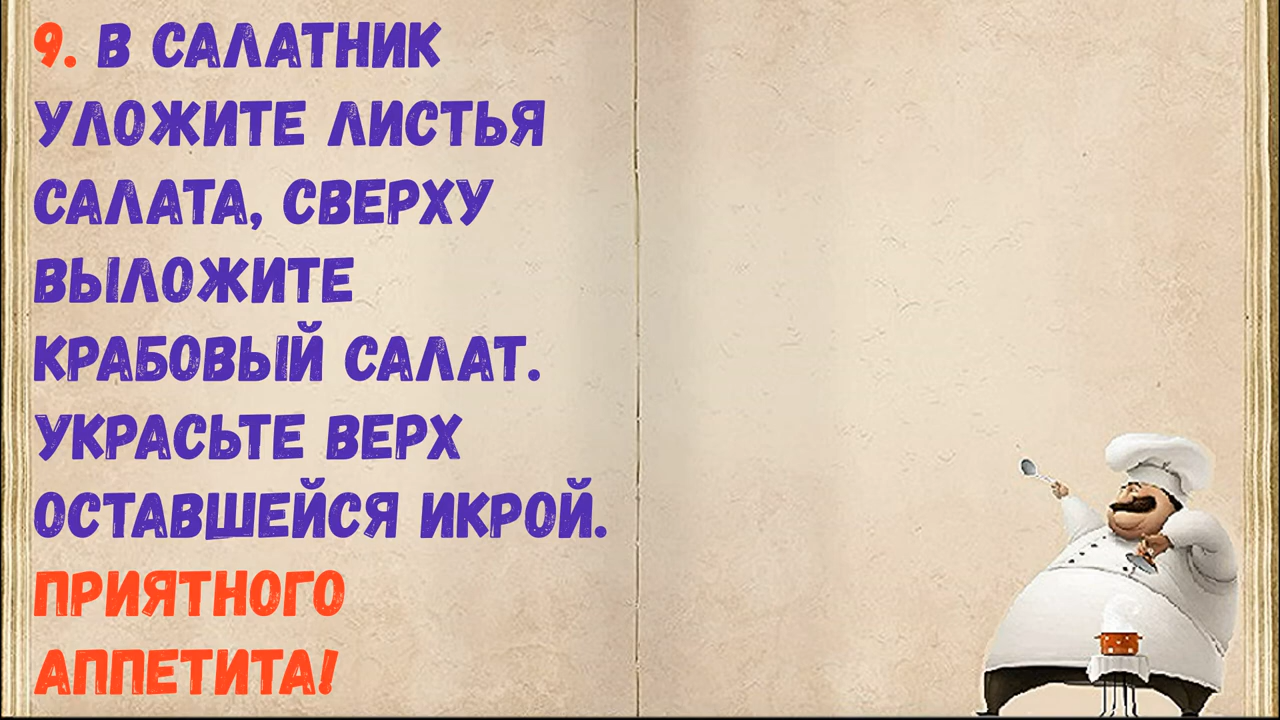 9. В САЛАТНИК
УЛОЖИТЕ ЛИСТЬЯ
САЛАТА, СВЕРХУ
ВЫЛОЖИТЕ
КРАБОВЫЙ САЛАТ.
УКРАСЬТЕ ВЕРХ
ОСТАВШЕЙСЯ ИКРОЙ.
ПРИЯТНОГО
АППЕТИТА!